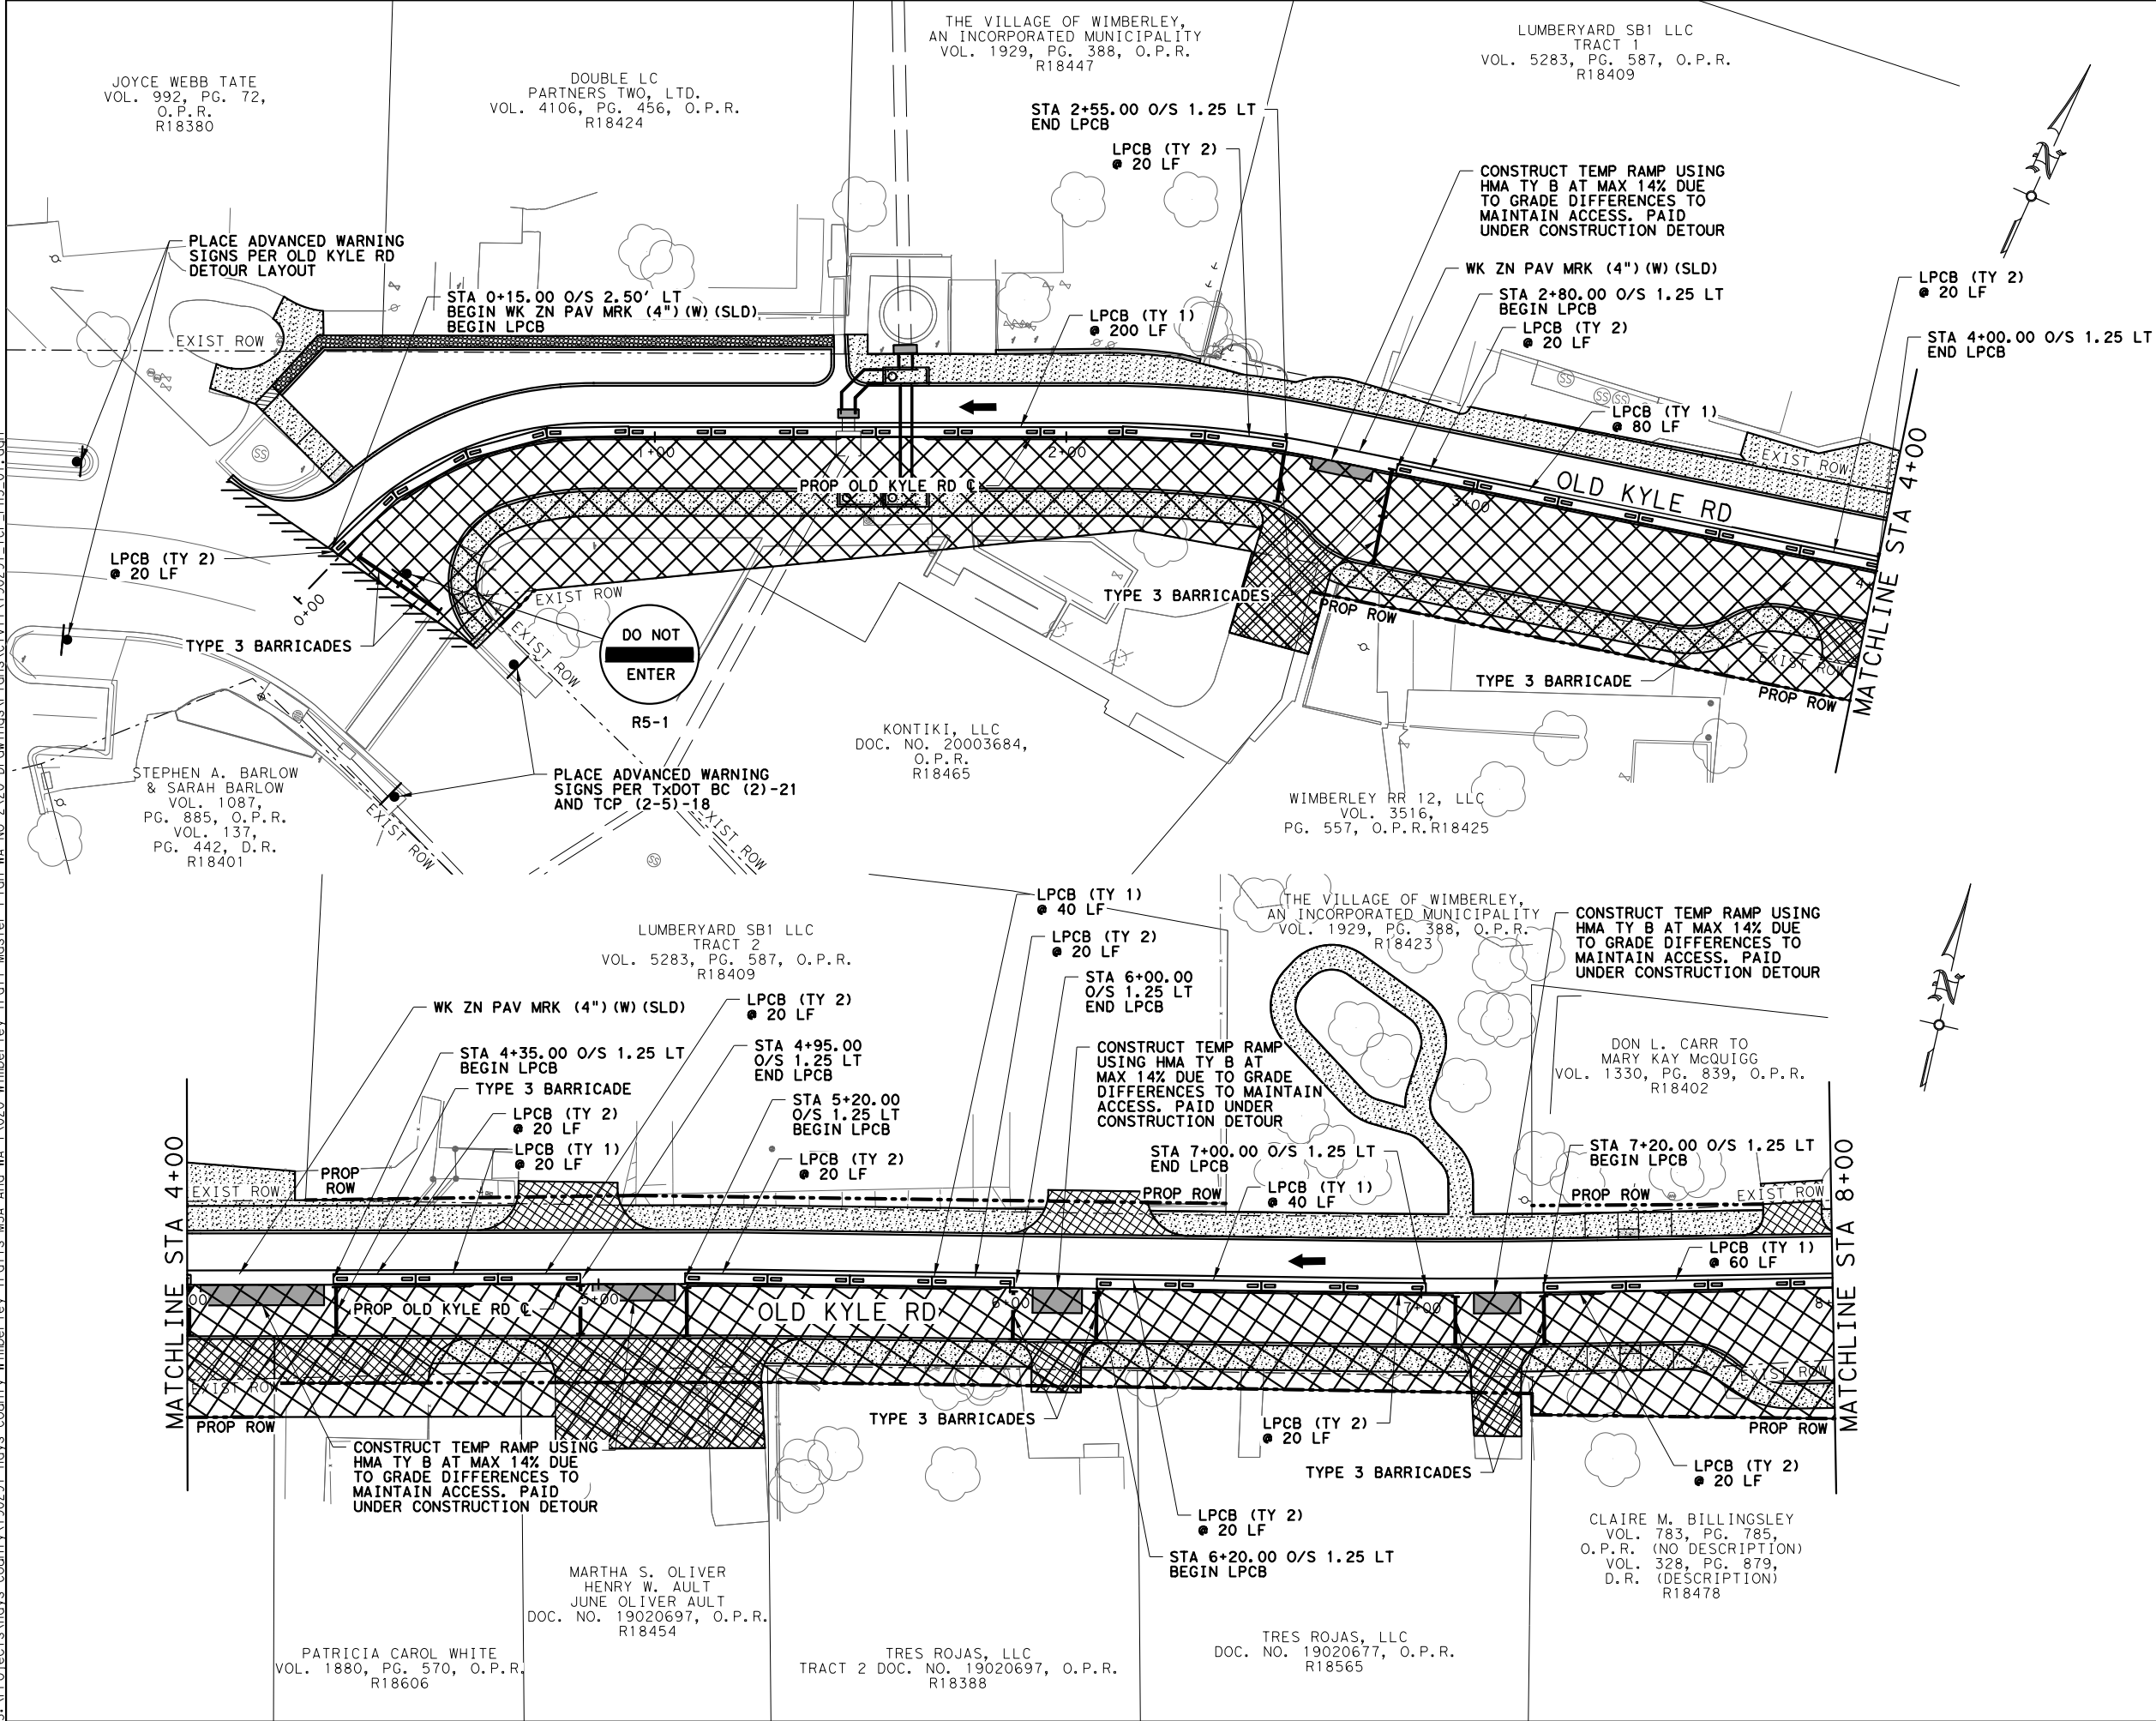 JOYCE WEBB TATE
VOL. 992, PG. 72,
O.P.R.
R18380
DOUBLE LC
PARTNERS TWO, LTD.
VOL. 4106, PG. 456, O.P.R.
R18424
THE VILLAGE OF WIMBERLEY,
AN INCORPORATED MUNICIPALITY
VOL. 1929, PG. 388, O.P.R.
R18447
LUMBERYARD SB1 LLC
TRACT 1
VOL. 5283, PG. 587, O.P.R.
R18409
STA 2+55.00 O/S 1.25 LT
END LPCB
LPCB (TY 2)
@ 20 LF
CONSTRUCT TEMP RAMP USING
HMA TY B AT MAX 14% DUE
TO GRADE DIFFERENCES TO
MAINTAIN ACCESS. PAID
UNDER CONSTRUCTION DETOUR
N
PLACE ADVANCED WARNING
SIGNS PER OLD KYLE RD
DETOUR LAYOUT
WK ZN PAV MRK (4")(W)(SLD)
LPCB (TY 2)
@ 20 LF
STA 0+15.00 O/S 2.50' LT
BEGIN WK ZN PAV MRK (4")(W)(SLD)
BEGIN LPCB
STA 2+80.00 O/S 1.25 LT
BEGIN LPCB
LPCB (TY 1)
@ 200 LF
LPCB (TY 2)
@ 20 LF
STA 4+00.00 O/S 1.25 LT
END LPCB
EXIST ROW
LPCB (TY 1)
@ 80 LF
SS
SS
SS
SS
1+00
2+00
EXIST ROW
PROP OLD KYLE RD ℄
3+00
OLD KYLE RD
MATCHLINE STA 4+00
LPCB (TY 2)
@ 20 LF
0+00
EXIST ROW
TYPE 3 BARRICADES
PROP ROW
TYPE 3 BARRICADES
DO NOT
ENTER
R5-1
EXIST ROW
EXIST ROW
TYPE 3 BARRICADE
PROP ROW
KONTIKI, LLC
DOC. NO. 20003684,
O.P.R.
R18465
STEPHEN A. BARLOW
& SARAH BARLOW
VOL. 1087,
PG. 885, O.P.R.
VOL. 137,
PG. 442, D.R.
R18401
PLACE ADVANCED WARNING
SIGNS PER TxDOT BC (2)-21
AND TCP (2-5)-18
EXIST ROW
EXIST ROW
SS
WIMBERLEY RR 12, LLC
VOL. 3516,
PG. 557, O.P.R.R18425
LPCB (TY 1)
@ 40 LF
THE VILLAGE OF WIMBERLEY,
AN INCORPORATED MUNICIPALITY
VOL. 1929, PG. 388, O.P.R.
R18423
CONSTRUCT TEMP RAMP USING
HMA TY B AT MAX 14% DUE
TO GRADE DIFFERENCES TO
MAINTAIN ACCESS. PAID
UNDER CONSTRUCTION DETOUR
LUMBERYARD SB1 LLC
TRACT 2
VOL. 5283, PG. 587, O.P.R.
R18409
LPCB (TY 2)
@ 20 LF
STA 6+00.00
O/S 1.25 LT
END LPCB
N
WK ZN PAV MRK (4")(W)(SLD)
LPCB (TY 2)
@ 20 LF
STA 4+35.00 O/S 1.25 LT
BEGIN LPCB
STA 4+95.00
O/S 1.25 LT
END LPCB
CONSTRUCT TEMP RAMP
USING HMA TY B AT
MAX 14% DUE TO GRADE
DIFFERENCES TO MAINTAIN
ACCESS. PAID UNDER
CONSTRUCTION DETOUR
DON L. CARR TO
MARY KAY McQUIGG
VOL. 1330, PG. 839, O.P.R.
R18402
TYPE 3 BARRICADE
STA 5+20.00
O/S 1.25 LT
BEGIN LPCB
LPCB (TY 2)
@ 20 LF
LPCB (TY 1)
@ 20 LF
LPCB (TY 2)
@ 20 LF
STA 7+00.00 O/S 1.25 LT
END LPCB
STA 7+20.00 O/S 1.25 LT
BEGIN LPCB
MATCHLINE STA 4+00
EXIST ROW
PROP
ROW
PROP ROW
LPCB (TY 1)
@ 40 LF
PROP ROW
EXIST ROW
LPCB (TY 1)
@ 60 LF
MATCHLINE STA 8+00
00
PROP OLD KYLE RD ℄
5+00
OLD KYLE RD
6+00
7+00
8+
EXIST ROW
EXIST ROW
PROP ROW
TYPE 3 BARRICADES
LPCB (TY 2)
@ 20 LF
PROP ROW
CONSTRUCT TEMP RAMP USING
HMA TY B AT MAX 14% DUE
TO GRADE DIFFERENCES TO
MAINTAIN ACCESS. PAID
UNDER CONSTRUCTION DETOUR
TYPE 3 BARRICADES
LPCB (TY 2)
@ 20 LF
LPCB (TY 2)
@ 20 LF
STA 6+20.00 O/S 1.25 LT
BEGIN LPCB
CLAIRE M. BILLINGSLEY
VOL. 783, PG. 785,
O.P.R. (NO DESCRIPTION)
VOL. 328, PG. 879,
D.R. (DESCRIPTION)
R18478
MARTHA S. OLIVER
HENRY W. AULT
JUNE OLIVER AULT
DOC. NO. 19020697, O.P.R.
R18454
PATRICIA CAROL WHITE
VOL. 1880, PG. 570, O.P.R.
R18606
TRES ROJAS, LLC
TRACT 2 DOC. NO. 19020697, O.P.R.
R18388
TRES ROJAS, LLC
DOC. NO. 19020677, O.P.R.
R18565